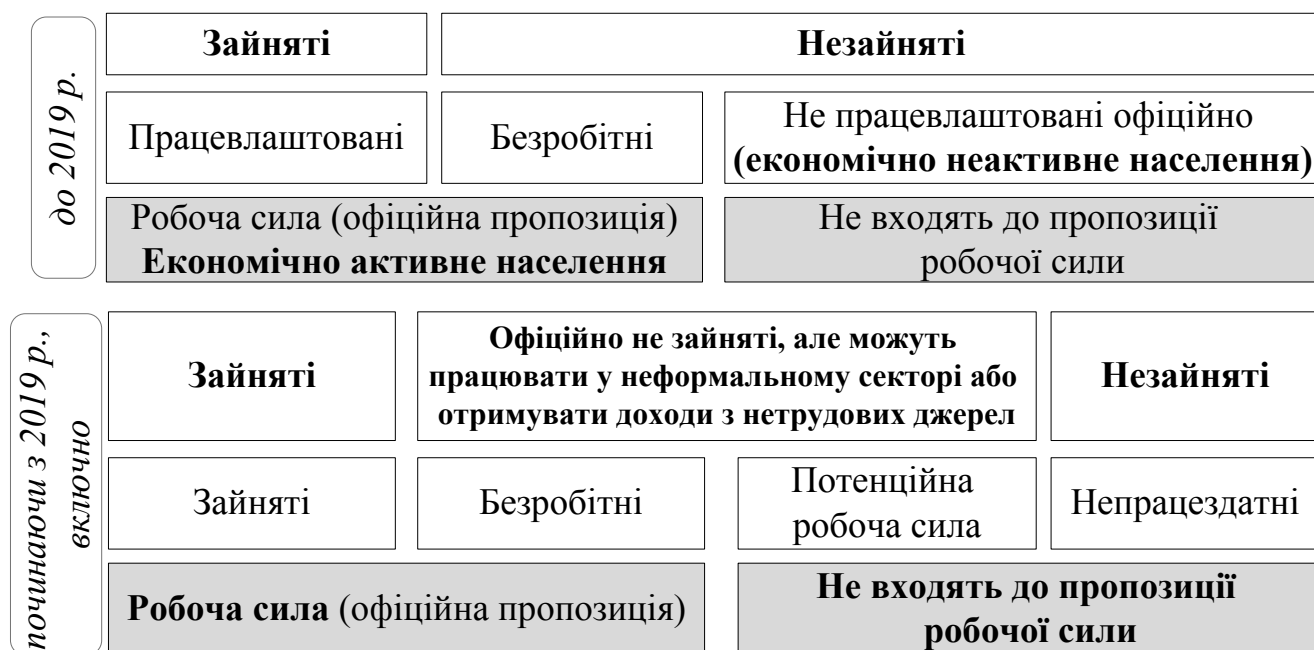 до 2019 р.
Зайняті
Незайняті
Працевлаштовані
Безробітні
Не працевлаштовані офіційно
(економічно неактивне населення)
Робоча сила (офіційна пропозиція)
Економічно активне населення
Не входять до пропозиції
робочої сили
починаючи з 2019 р.,
включно
Зайняті
Офіційно не зайняті, але можуть
працювати у неформальному секторі або
отримувати доходи з нетрудових джерел
Незайняті
Зайняті
Безробітні
Потенційна
робоча сила
Непрацездатні
Робоча сила (офіційна пропозиція)
Не входять до пропозиції
робочої сили